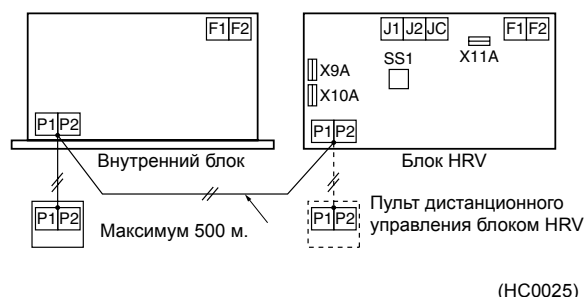 F1 F2
J1 J2 JC
F1 F2
SS1
X11A
X9A
X10A
P1 P2
P1 P2
Внутренний блок
Блок HRV
P1 P2
Максимум 500 м.
P1 P2
Пульт дистанционного
управления блоком HRV
(HC0025)